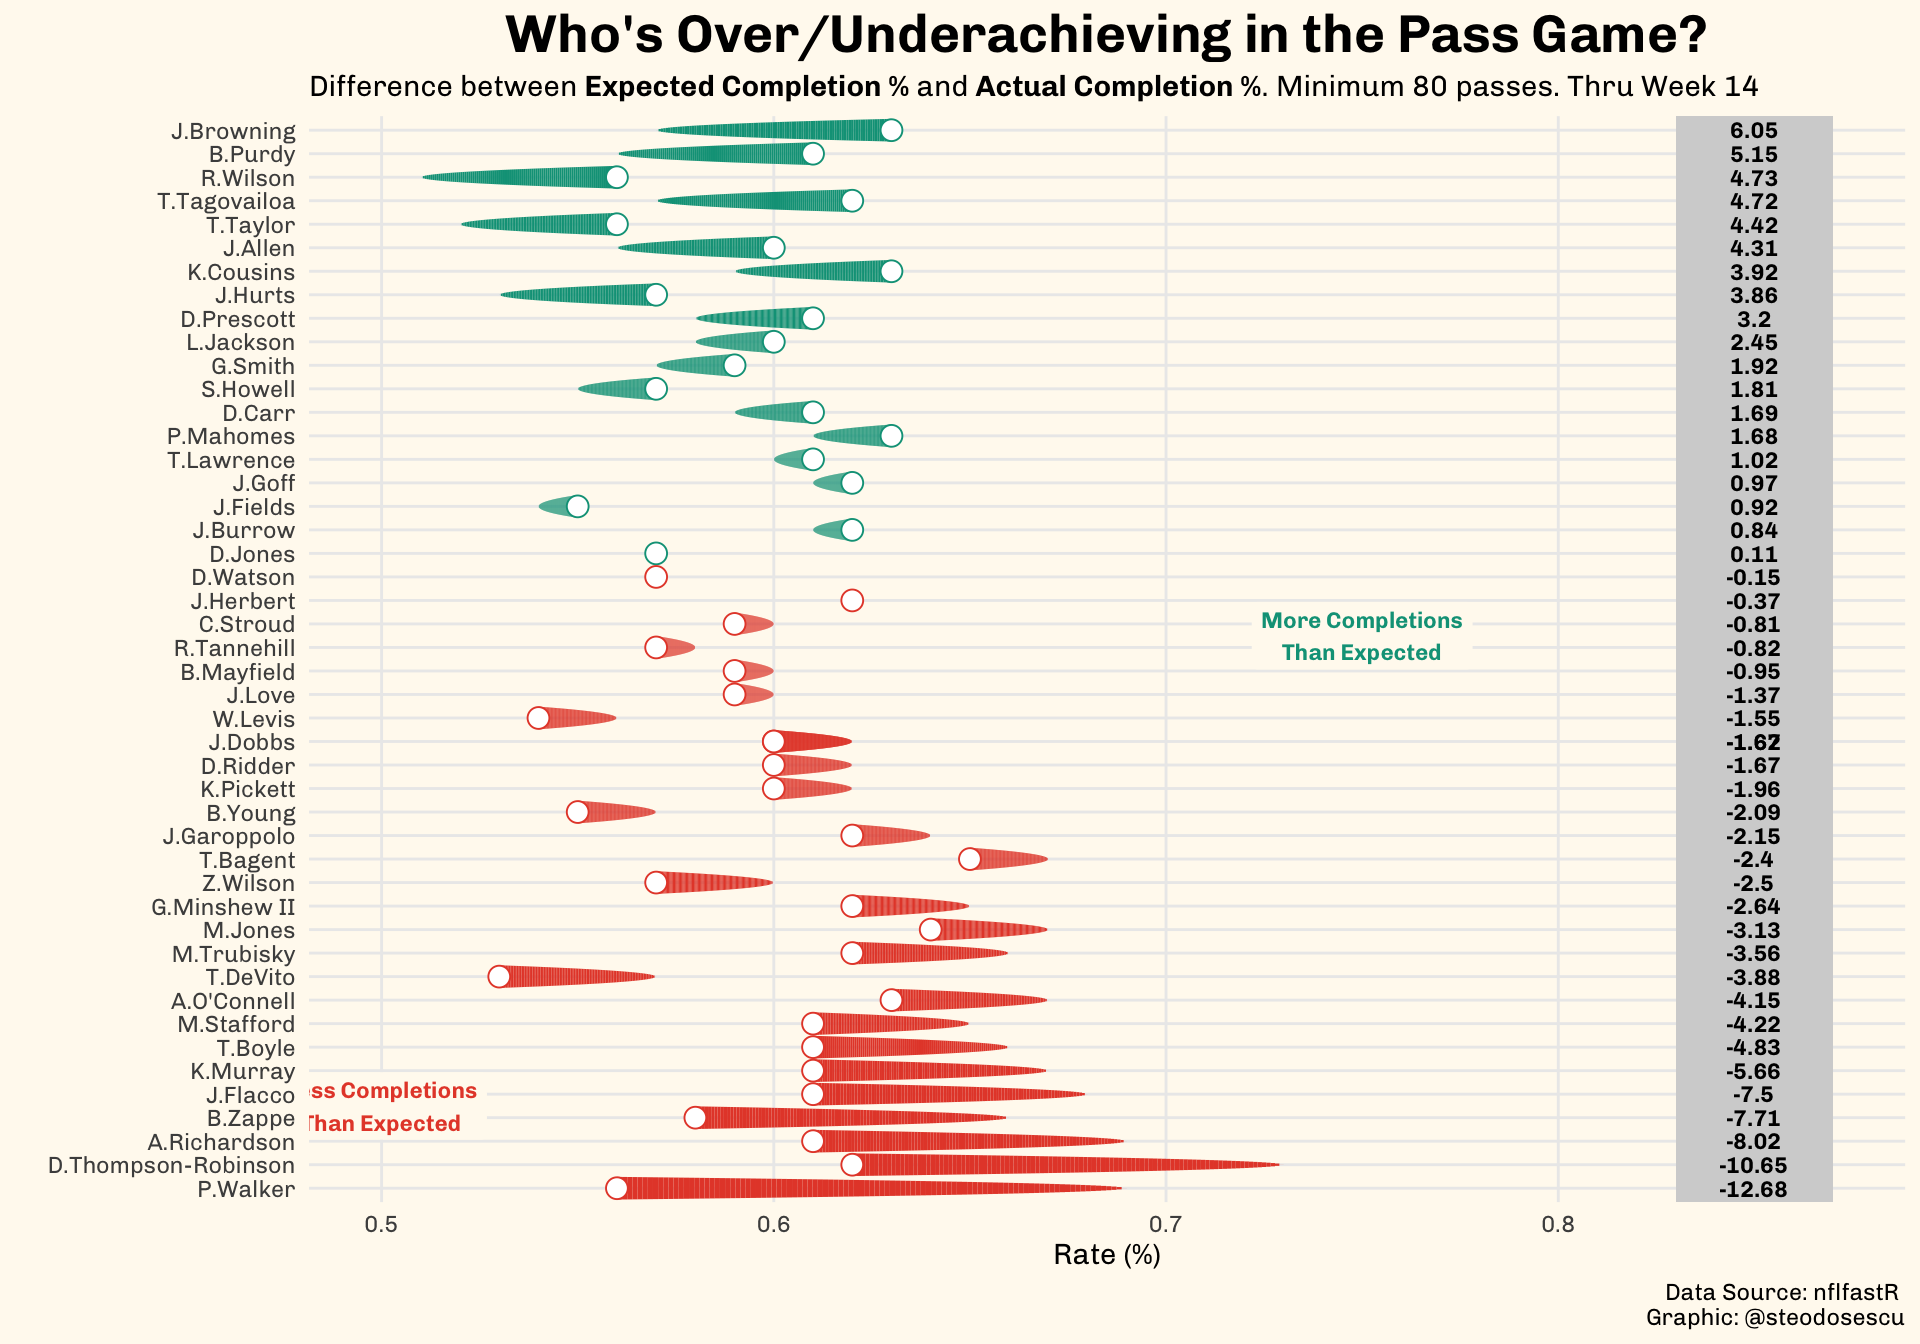 Who's Over/Underachieving in the Pass Game?
Difference between Expected Completion % and Actual Completion %. Minimum 80 passes. Thru Week 14
J.Browning 6.05
B.Purdy 5.15
R.Wilson 4.73
T.Tagovailoa 4.72
T.Taylor 4.42
J.Allen 4.31
K.Cousins 3.92
J.Hurts 3.86
D.Prescott 3.2
L.Jackson 2.45
G.Smith 1.92
S.Howell 1.81
D.Carr 1.69
P.Mahomes 1.68
T.Lawrence 1.02
J.Goff 0.97
J.Fields 0.92
J.Burrow 0.84
D.Jones 0.11
D.Watson -0.15
J.Herbert -0.37
C.Stroud -0.81
R.Tannehill -0.82
B.Mayfield -0.95
J.Love -1.37
W.Levis -1.55
J.Dobbs
D.Ridder -1.67
K.Pickett -1.96
B.Young -2.09
J.Garoppolo -2.15
T.Bagent -2.4
Z.Wilson -2.5
G.Minshew II -2.64
M.Jones -3.13
M.Trubisky -3.56
T.DeVito -3.88
A.O'Connell -4.15
M.Stafford -4.22
T.Boyle -4.83
K.Murray -5.66
J.Flacco -7.5
B.Zappe -7.71
A.Richardson -8.02
D.Thompson-Robinson -10.65
P.Walker -12.68
More Completions
Than Expected
ss Completions
Than Expected
0.5 0.6 0.7 0.8
Rate (%)
Data Source: nflfastR
Graphic: @steodosescu